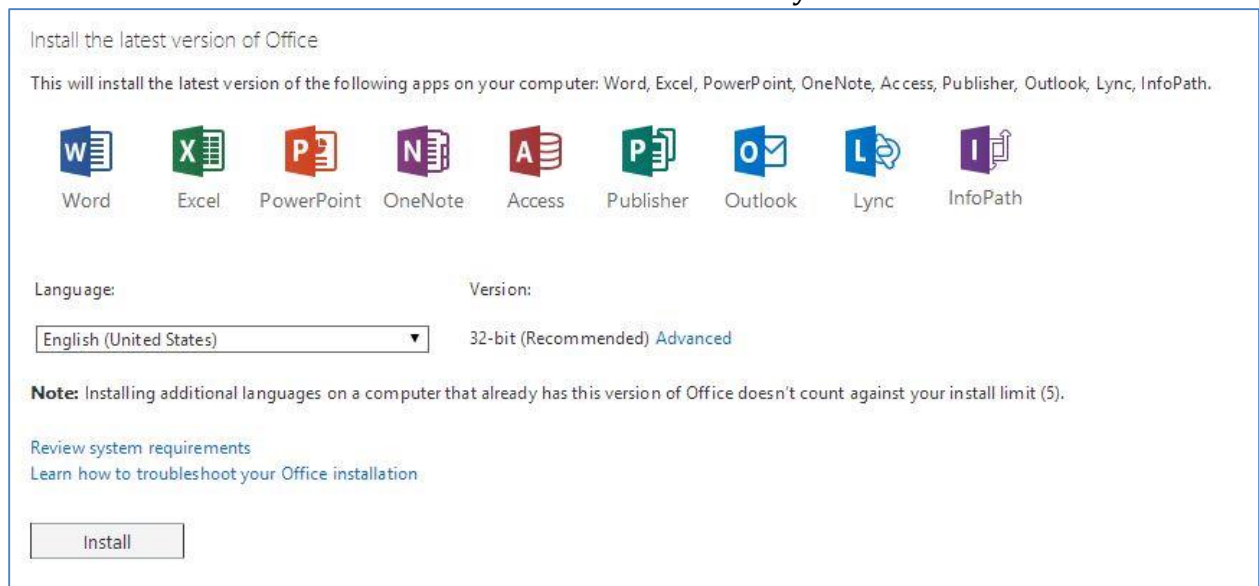 Install the latest version of Office
This will install the latest version of the following apps on your computer: Word, Excel, PowerPoint, OneNote, Access, Publisher, Outlook, Lync, InfoPath.
W X P N A P O L I
Word Excel PowerPoint OneNote Access Publisher Outlook Lync InfoPath
Language: Version:
English (United States) 32-bit (Recommended) Advanced
Note: Installing additional languages on a computer that already has this version of Office doesn't count against your install limit (5).
Review system requirements
Learn how to troubleshoot your Office installation
Install